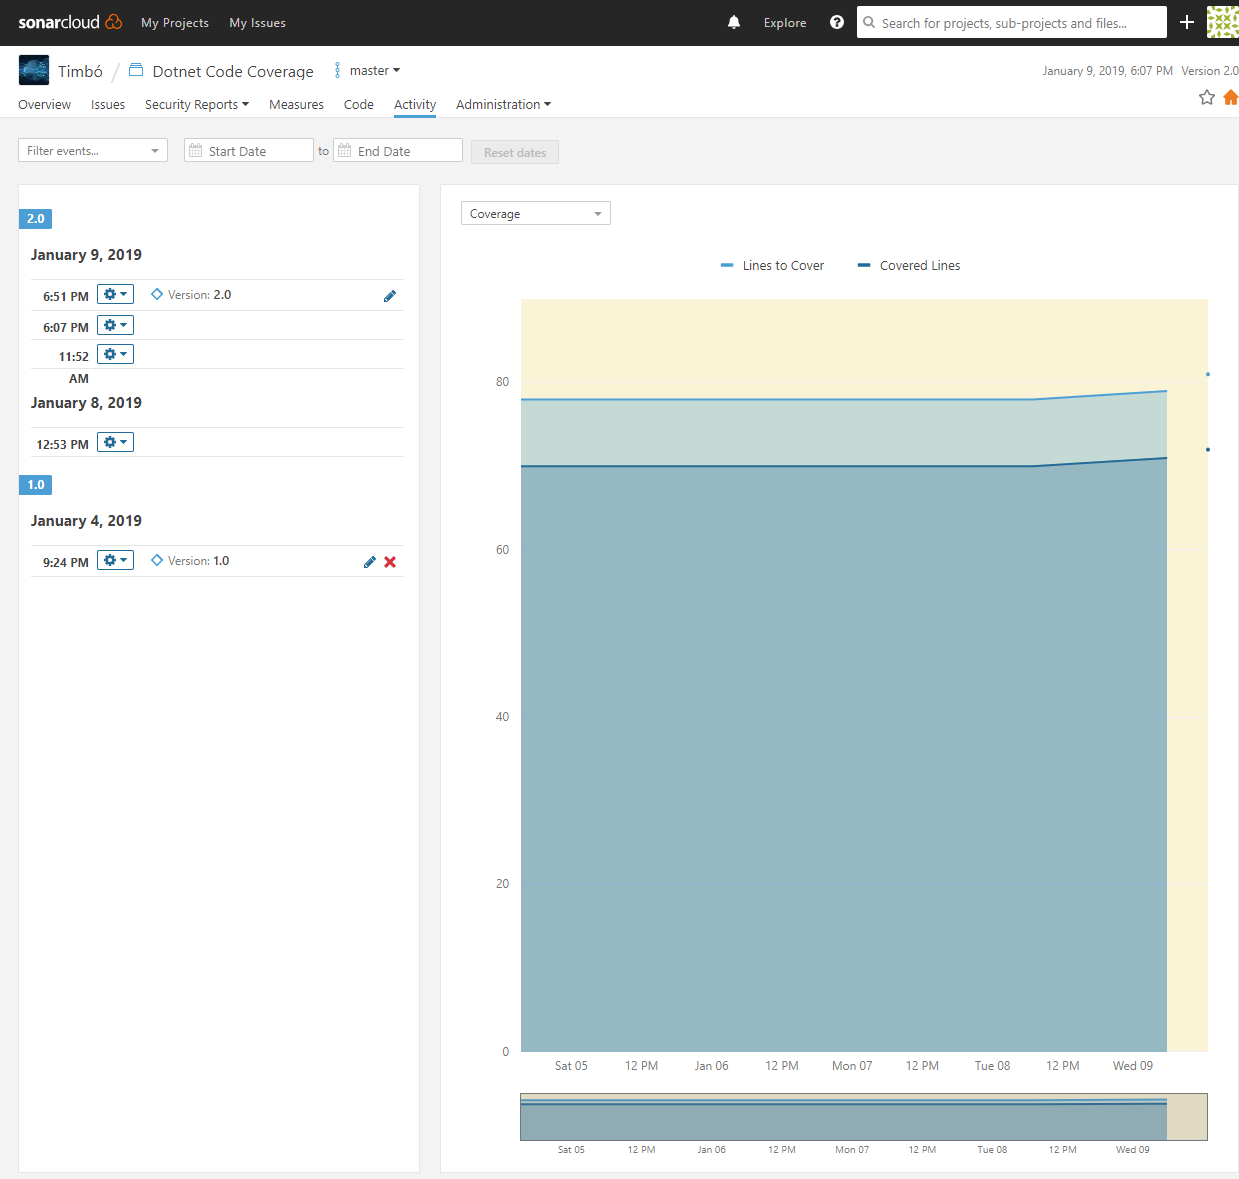 sonarcloud My Projects My Issues Explore Search for projects, sub-projects and files...
Timbó / Dotnet Code Coverage master January 9, 2019, 6:07 PM Version 2.0
Overview Issues Security Reports Measures Code Activity Administration
Filter events... Start Date to End Date Reset dates
2.0
January 9, 2019
6:51 PM Version: 2.0
6:07 PM
11:52
AM
January 8, 2019
12:53 PM
1.0
January 4, 2019
9:24 PM Version: 1.0
Coverage
Lines to Cover Covered Lines
80
60
40
20
0
Sat 05 12 PM Jan 06 12 PM Mon 07 12 PM Tue 08 12 PM Wed 09
Sat 05 12 PM Jan 06 12 PM Mon 07 12 PM Tue 08 12 PM Wed 09